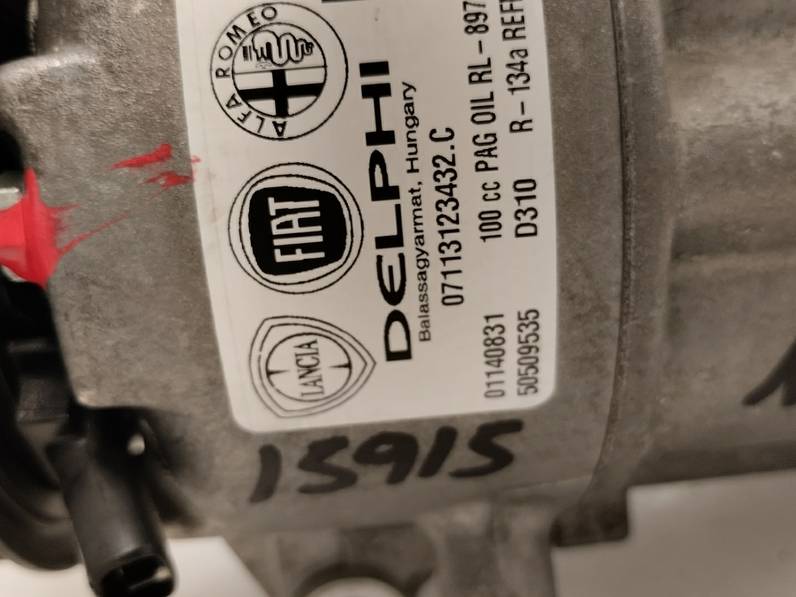 ALFA ROMEO
FIAT
LANCIA
DELPHI
Balassagyarmat, Hungary
07113123432.C
01140831 100 cc PAG OIL RL-897
50509535 D310 R-134a REF
15915